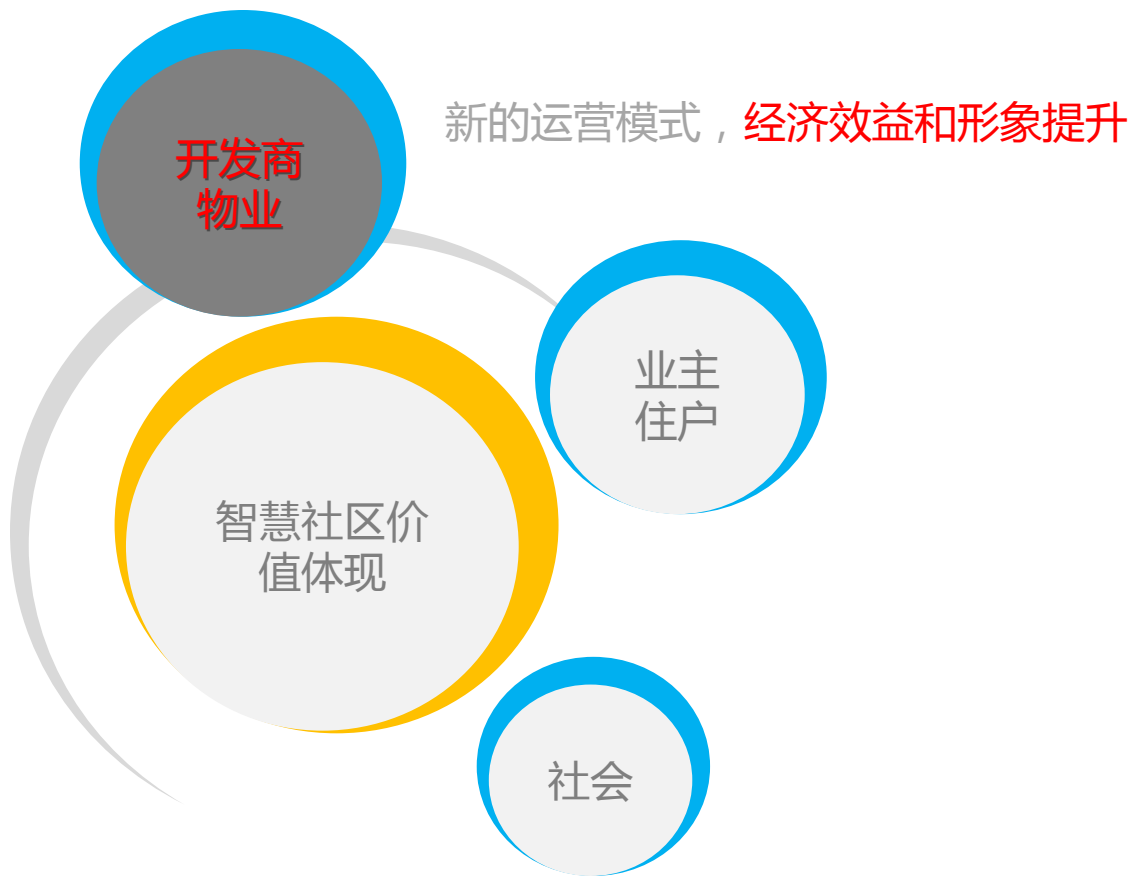 新的运营模式，经济效益和形象提升
开发商
物业
业主
住户
智慧社区价
值体现
社会